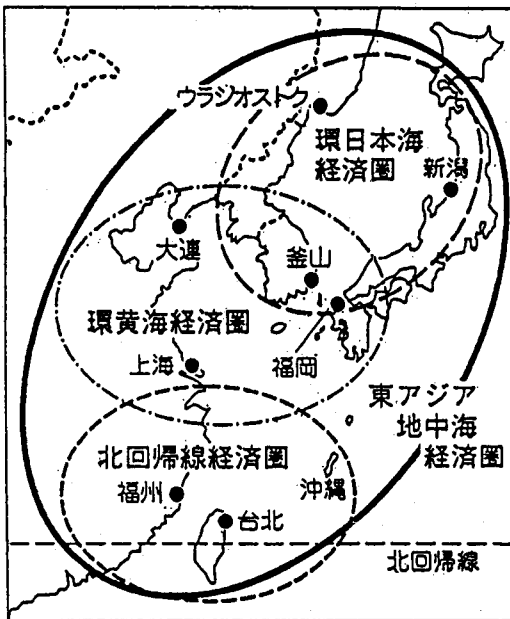 ウラジオストク
環日本海
経済圏
新潟
大連
釜山
環黄海経済圏
上海
福岡
東アジア
地中海
経済圏
北回帰線経済圏
福州
沖縄
台北
北回帰線